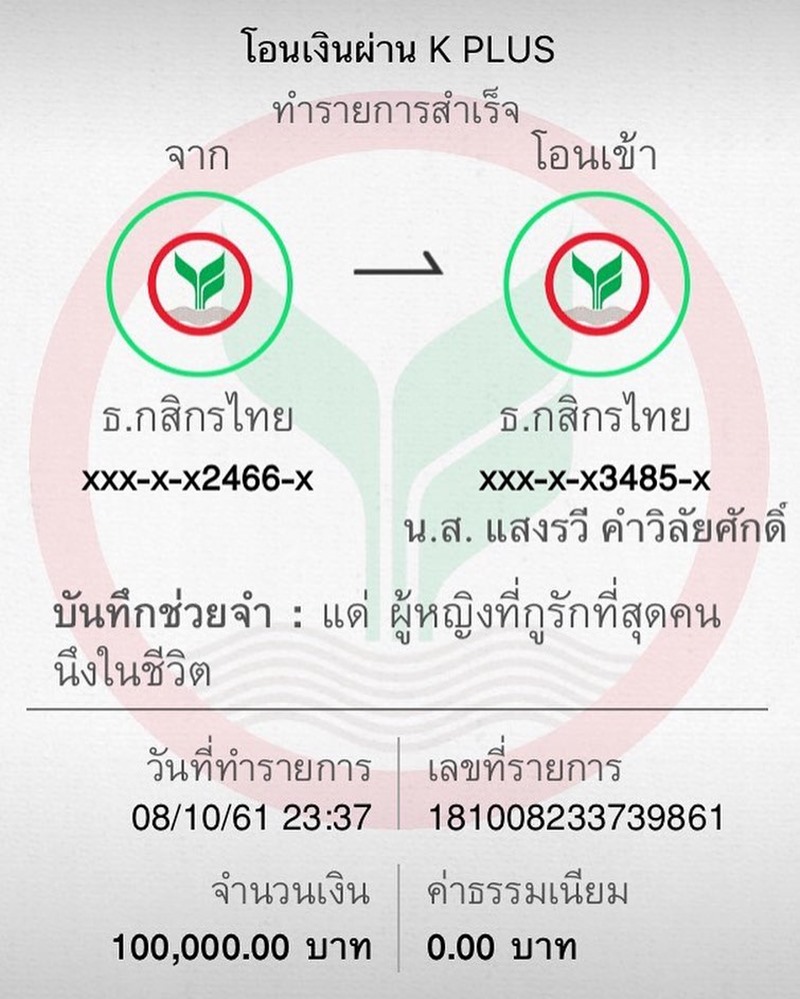 โอนเงินผ่าน K PLUS
ทำรายการสำเร็จ
จาก
โอนเข้า
ธ.กสิกรไทย
xxx-x-x2466-x
ธ.กสิกรไทย
xxx-x-x3485-x
น.ส. แสงรวี คำวิลัยศักดิ์
บันทึกช่วยจำ : แด่ ผู้หญิงที่กูรักที่สุดคน
นึงในชีวิต
วันที่ทำรายการ
08/10/61 23:37
เลขที่รายการ
181008233739861
จำนวนเงิน
100,000.00 บาท
ค่าธรรมเนียม
0.00 บาท